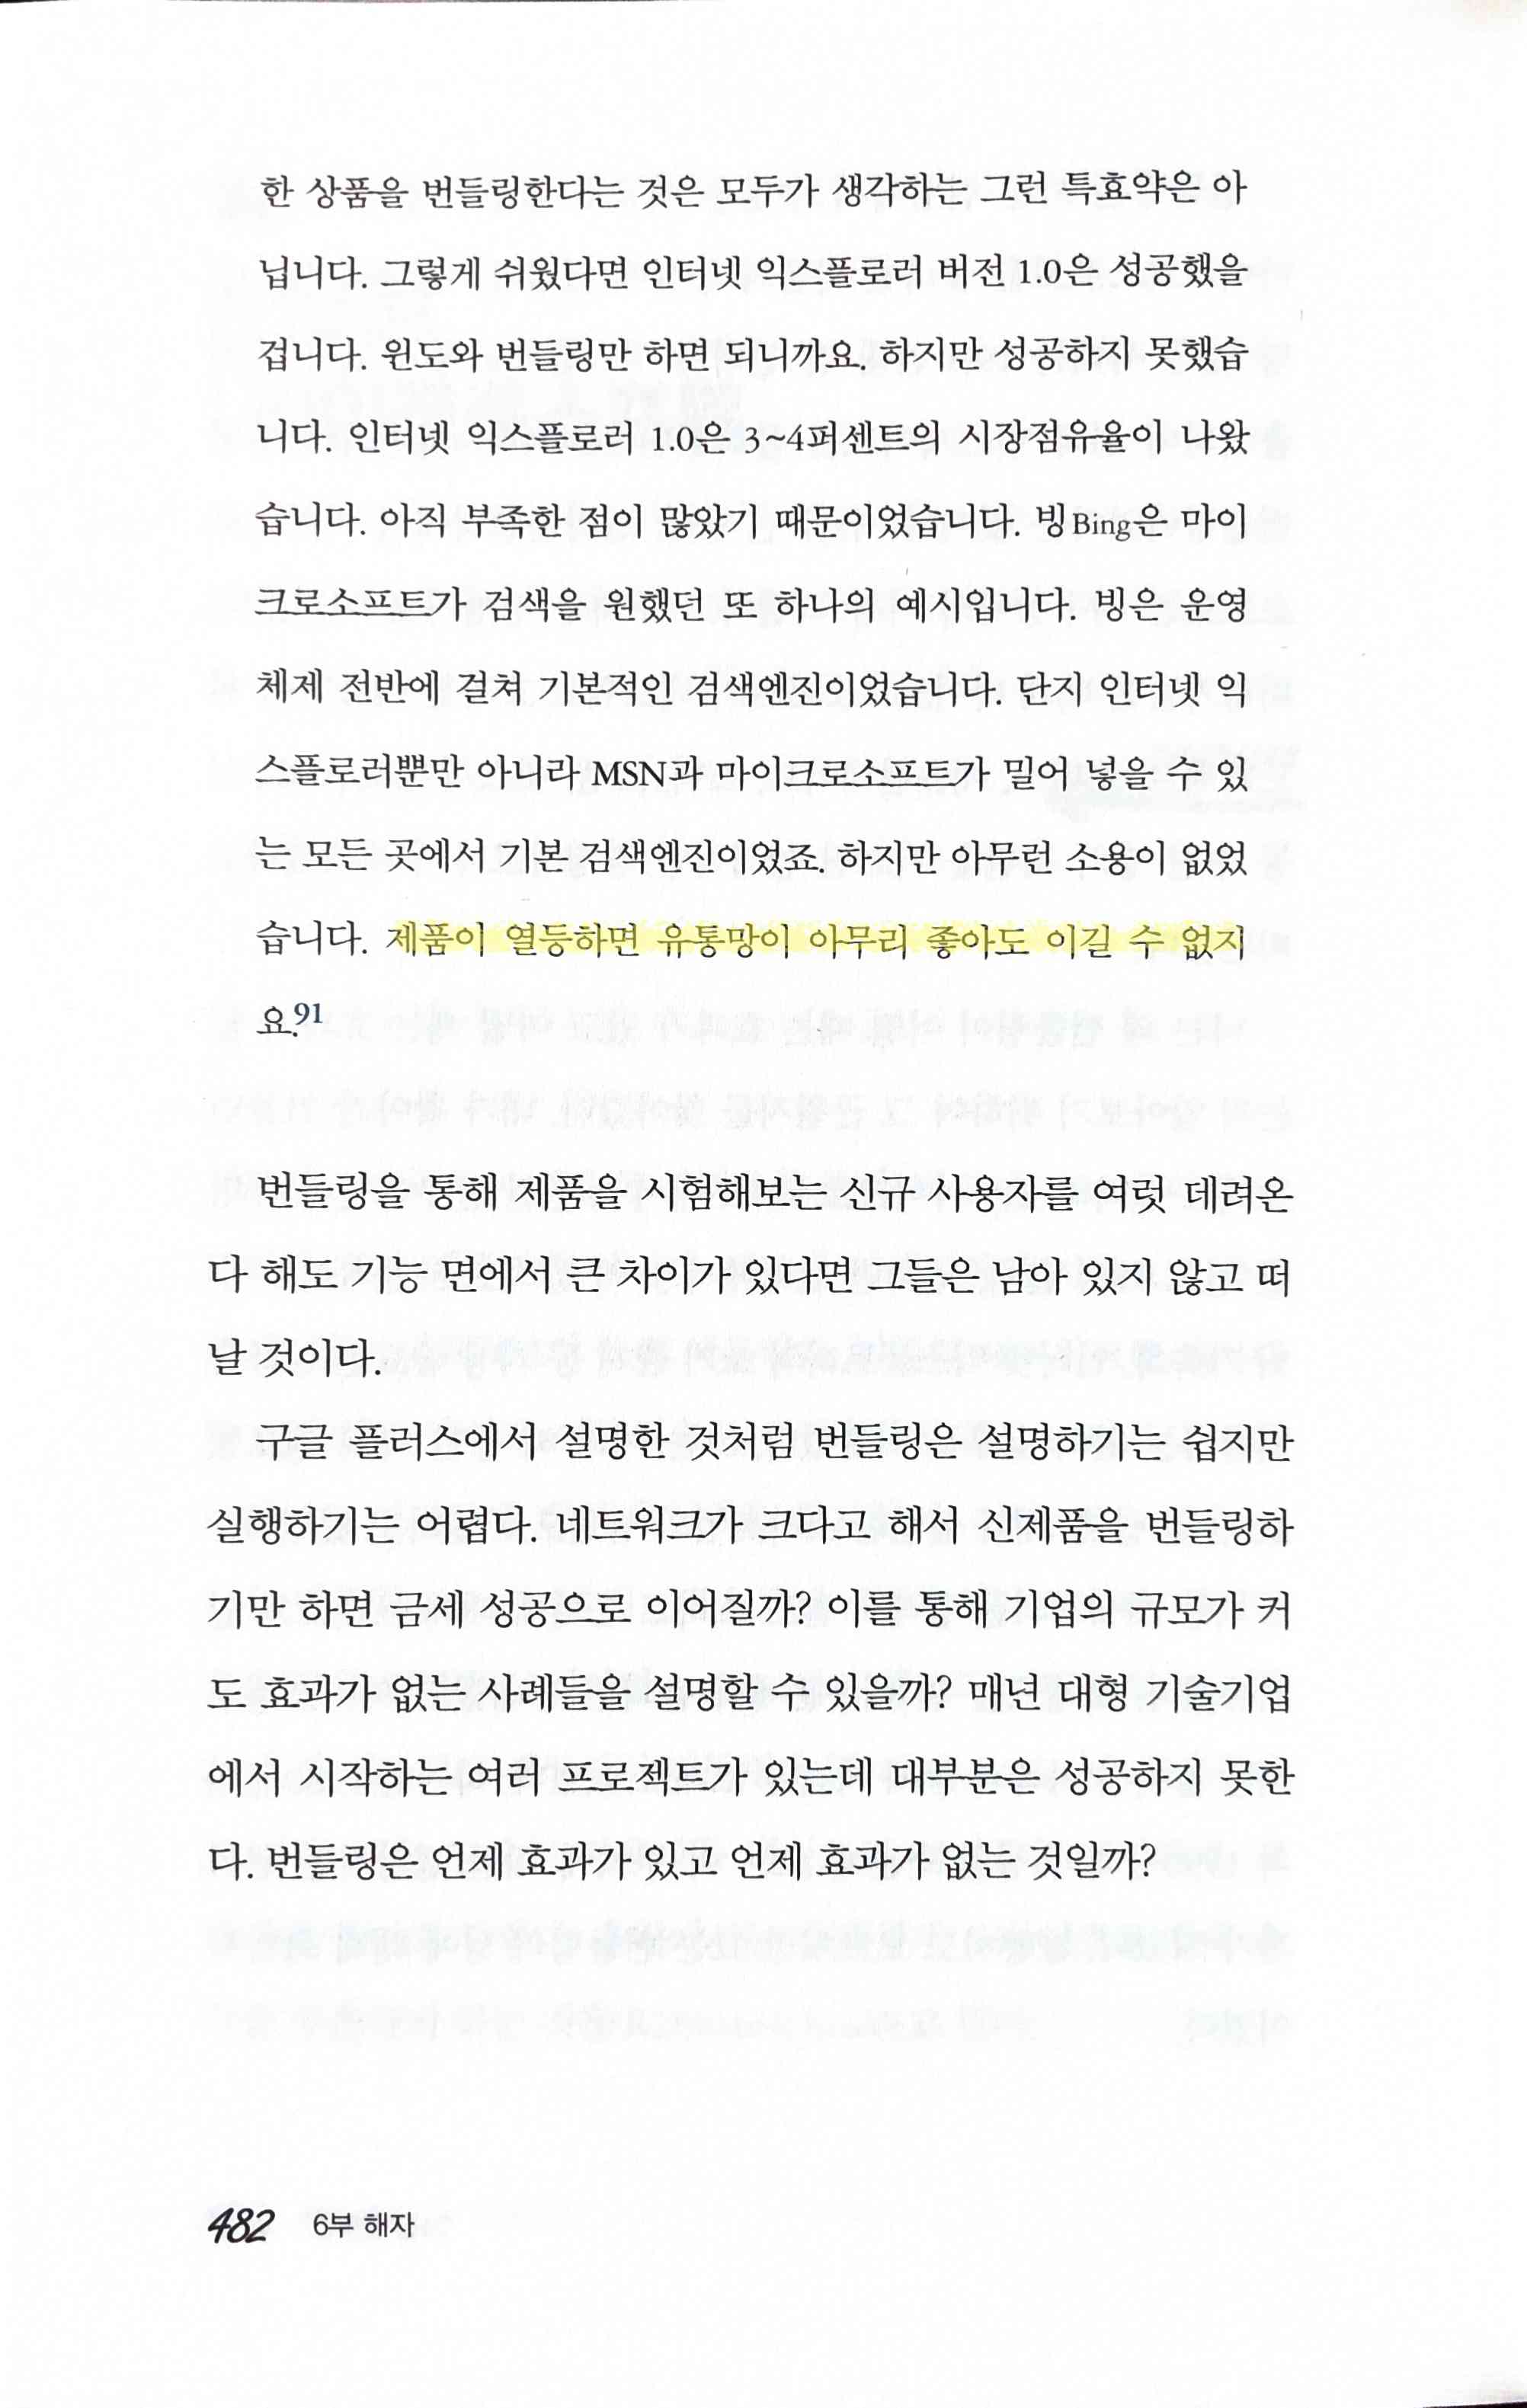 한 상품을 번들링한다는 것은 모두가 생각하는 그런 특효약은 아
닙니다. 그렇게 쉬웠다면 인터넷 익스플로러 버전 1.0은 성공했을
겁니다. 윈도와 번들링만 하면 되니까요. 하지만 성공하지 못했습
니다. 인터넷 익스플로러 1.0은 3~4퍼센트의 시장점유율이 나왔
습니다. 아직 부족한 점이 많았기 때문이었습니다. 빙Bing은 마이
크로소프트가 검색을 원했던 또 하나의 예시입니다. 빙은 운영
체제 전반에 걸쳐 기본적인 검색엔진이었습니다. 단지 인터넷 익
스플로러뿐만 아니라 MSN과 마이크로소프트가 밀어 넣을 수 있
는 모든 곳에서 기본 검색엔진이었죠. 하지만 아무런 소용이 없었
습니다. 제품이 열등하면 유통망이 아무리 좋아도 이길 수 없지
요.91
번들링을 통해 제품을 시험해보는 신규 사용자를 여럿 데려온
다 해도 기능 면에서 큰 차이가 있다면 그들은 남아 있지 않고 떠
날 것이다.
구글 플러스에서 설명한 것처럼 번들링은 설명하기는 쉽지만
실행하기는 어렵다. 네트워크가 크다고 해서 신제품을 번들링하
기만 하면 금세 성공으로 이어질까? 이를 통해 기업의 규모가 커
도 효과가 없는 사례들을 설명할 수 있을까? 매년 대형 기술기업
에서 시작하는 여러 프로젝트가 있는데 대부분은 성공하지 못한
다. 번들링은 언제 효과가 있고 언제 효과가 없는 것일까?
482 6부 해자